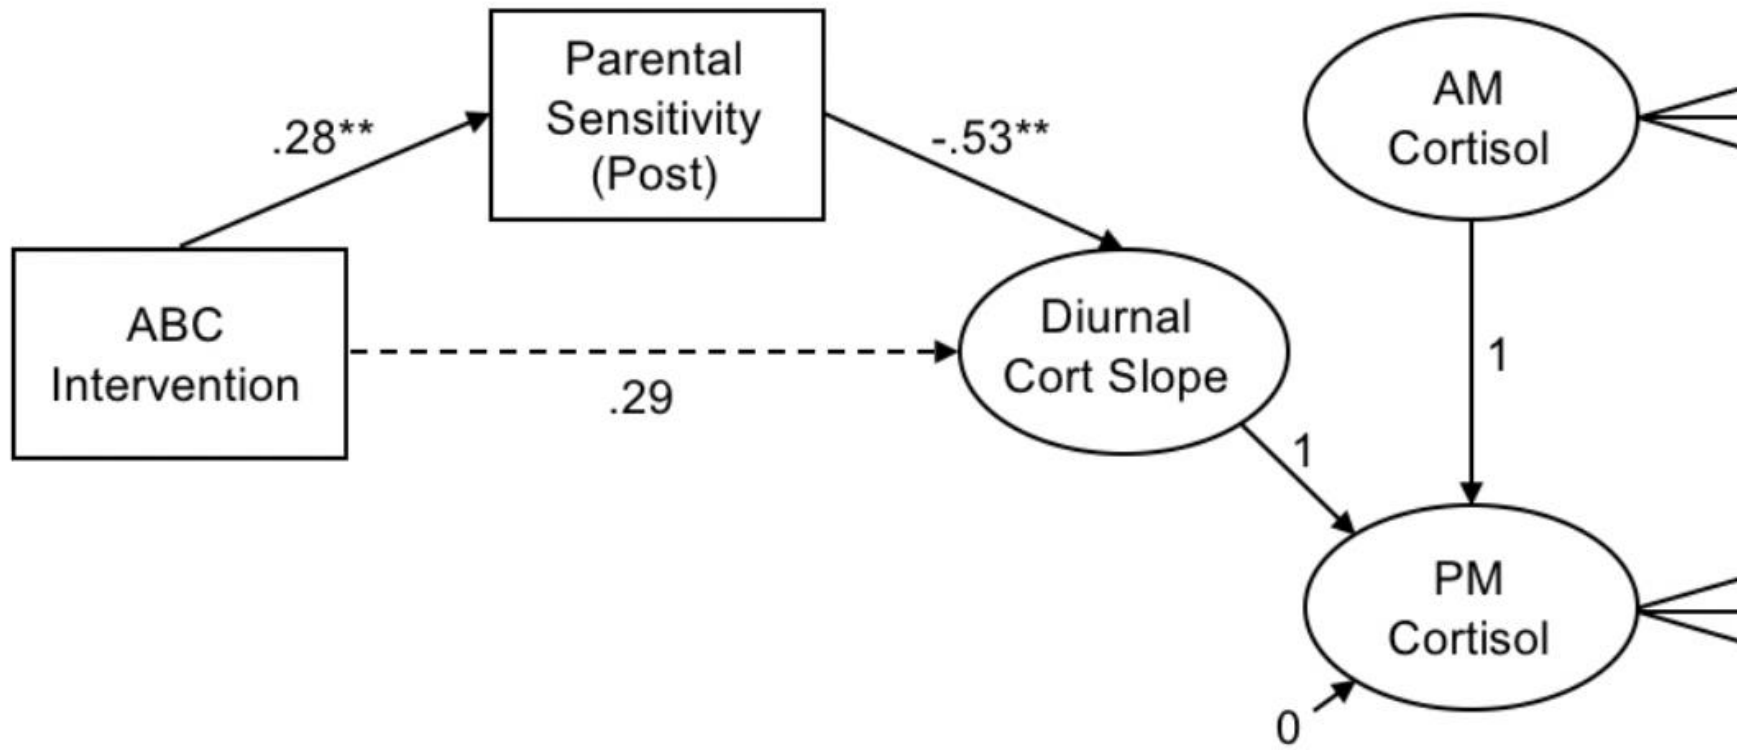 Parental
Sensitivity
(Post)
.28**
-.53**
AM
Cortisol
ABC
Intervention
.29
Diurnal
Cort Slope
1
1
PM
Cortisol
0